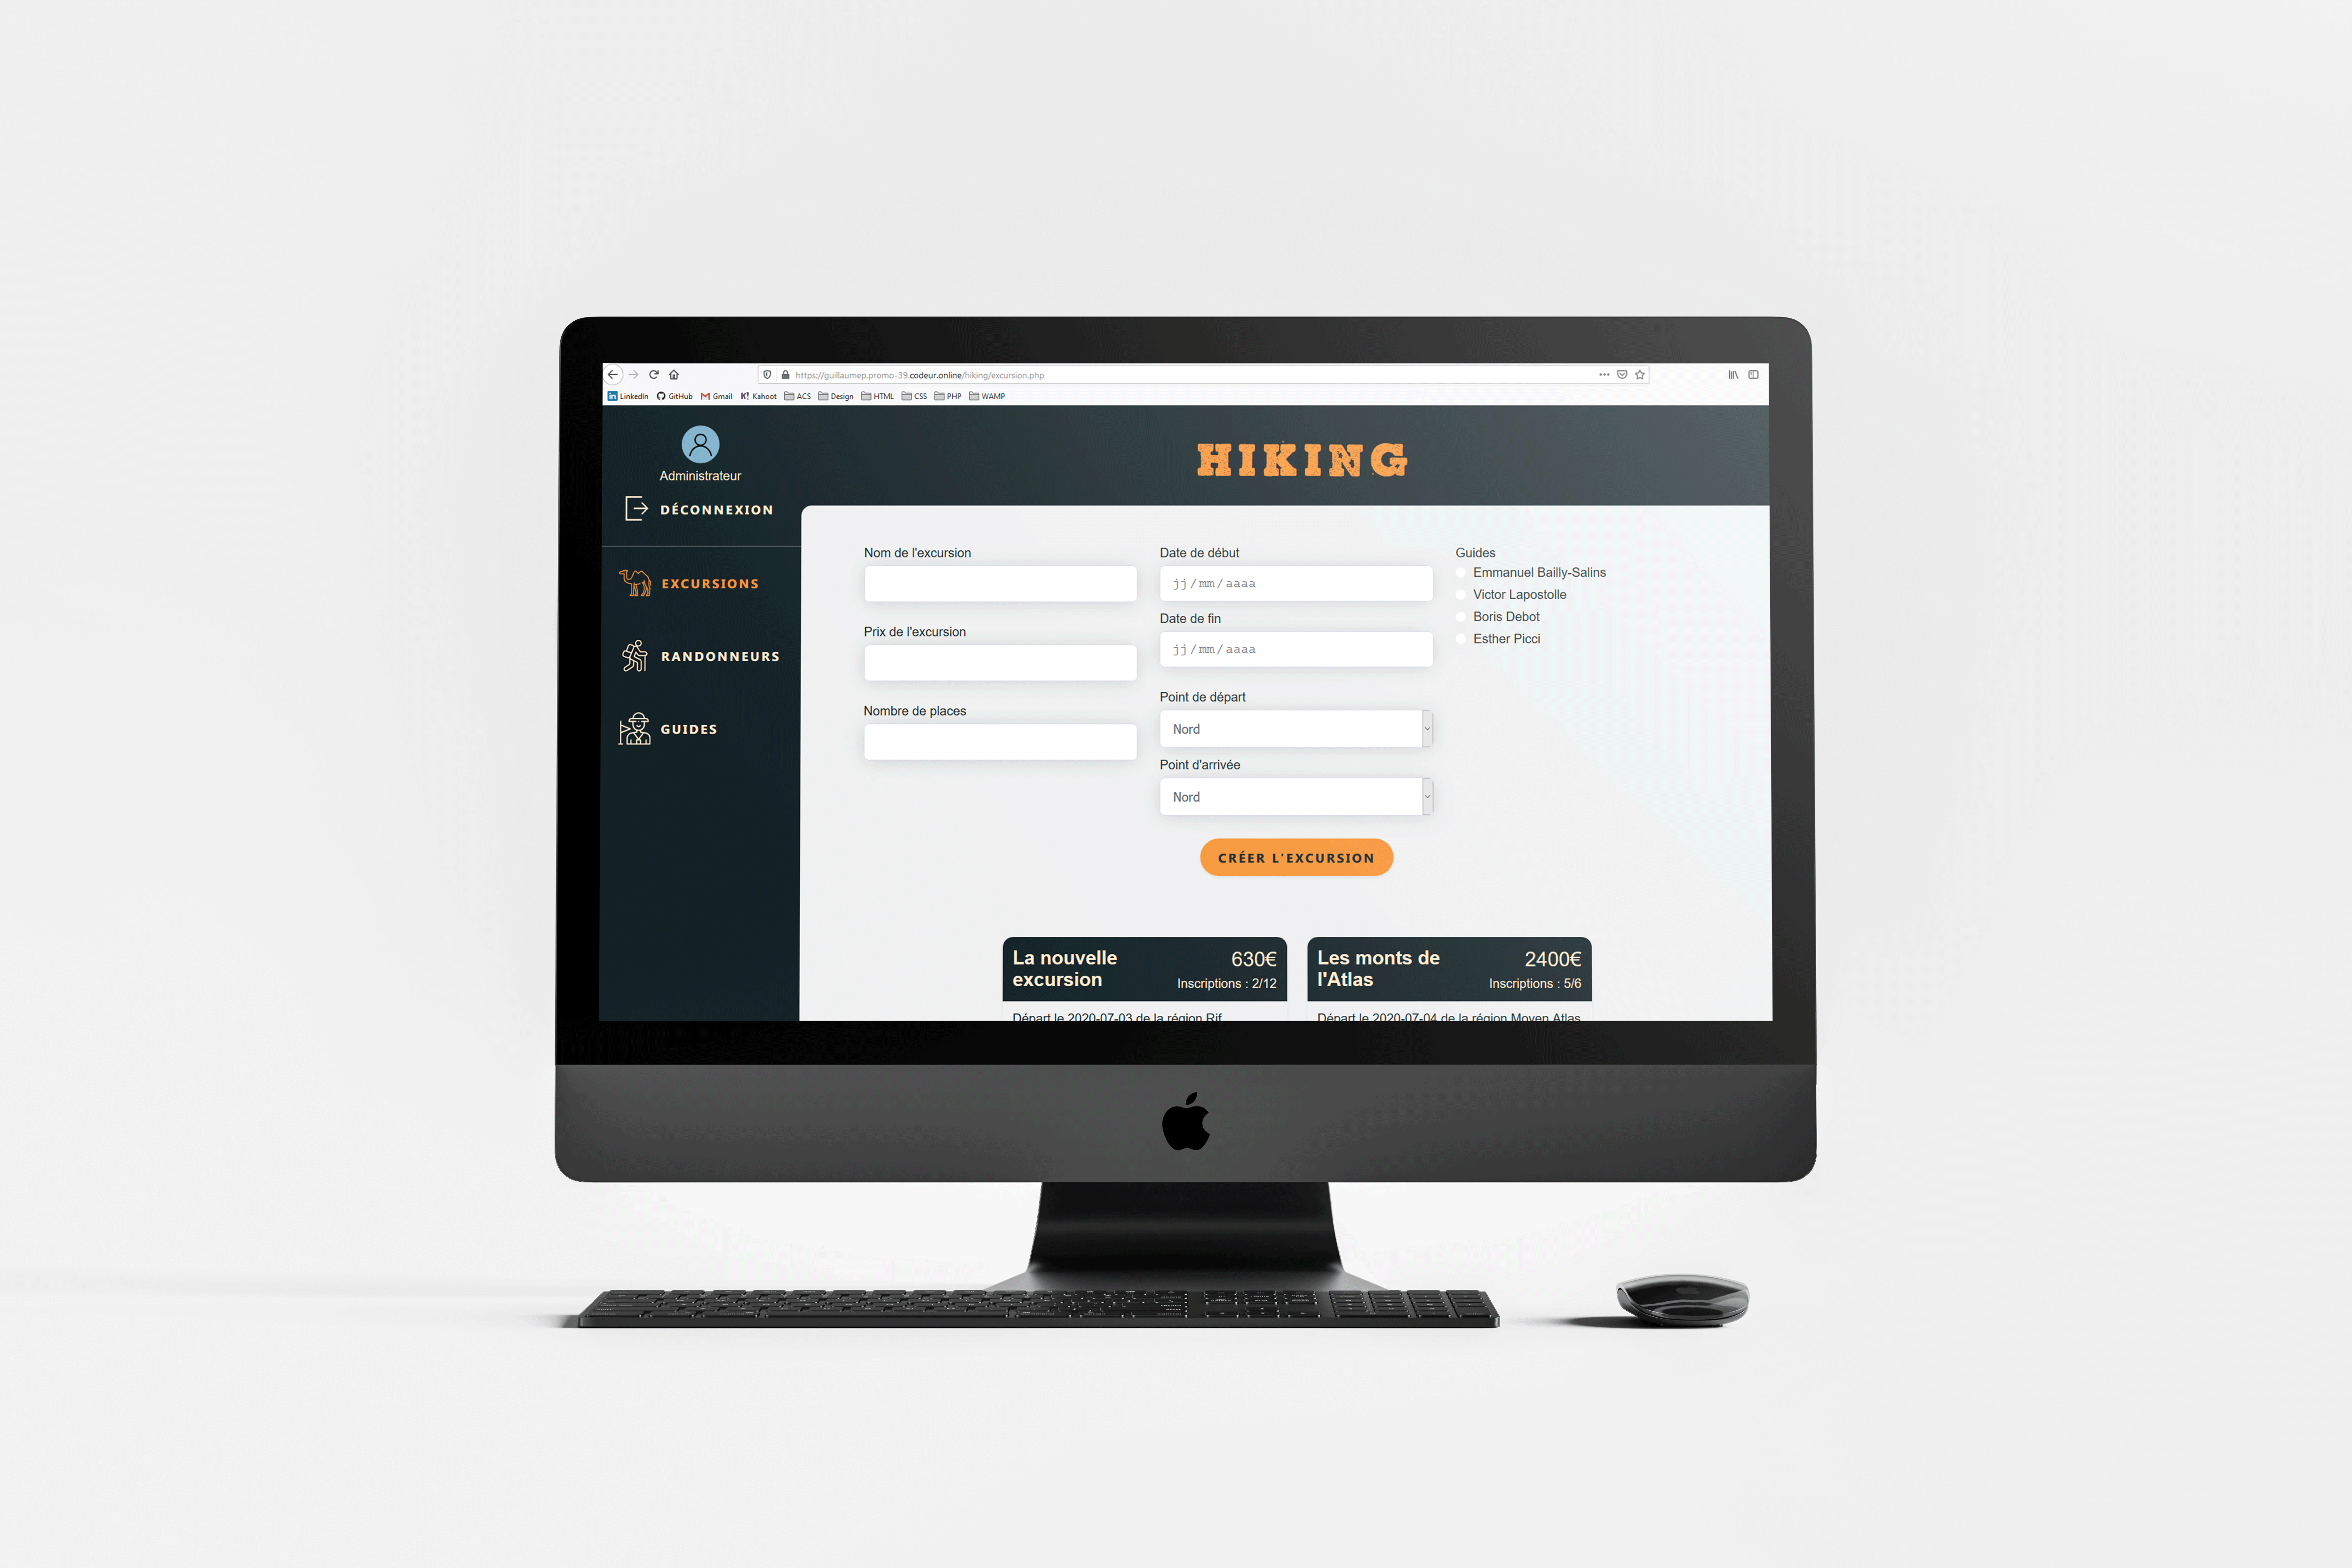 https://guillaumep.promo-39.codeur.online/hiking/excursion.php
LinkedIn GitHub Gmail Kahoot ACS Design HTML CSS PHP WAMP
Administrateur
DÉCONNEXION
EXCURSIONS
RANDONNEURS
GUIDES
HIKING
Nom de l'excursion
Prix de l'excursion
Nombre de places
Date de début
jj / mm / aaaa
Date de fin
jj / mm / aaaa
Point de départ
Nord
Point d'arrivée
Nord
Guides
Emmanuel Bailly-Salins
Victor Lapostolle
Boris Debot
Esther Picci
CRÉER L'EXCURSION
La nouvelle
excursion
630€
Inscriptions : 2/12
Départ le 2020-07-03 de la région Rif
Les monts de
l'Atlas
2400€
Inscriptions : 5/6
Départ le 2020-07-04 de la région Moyen Atlas